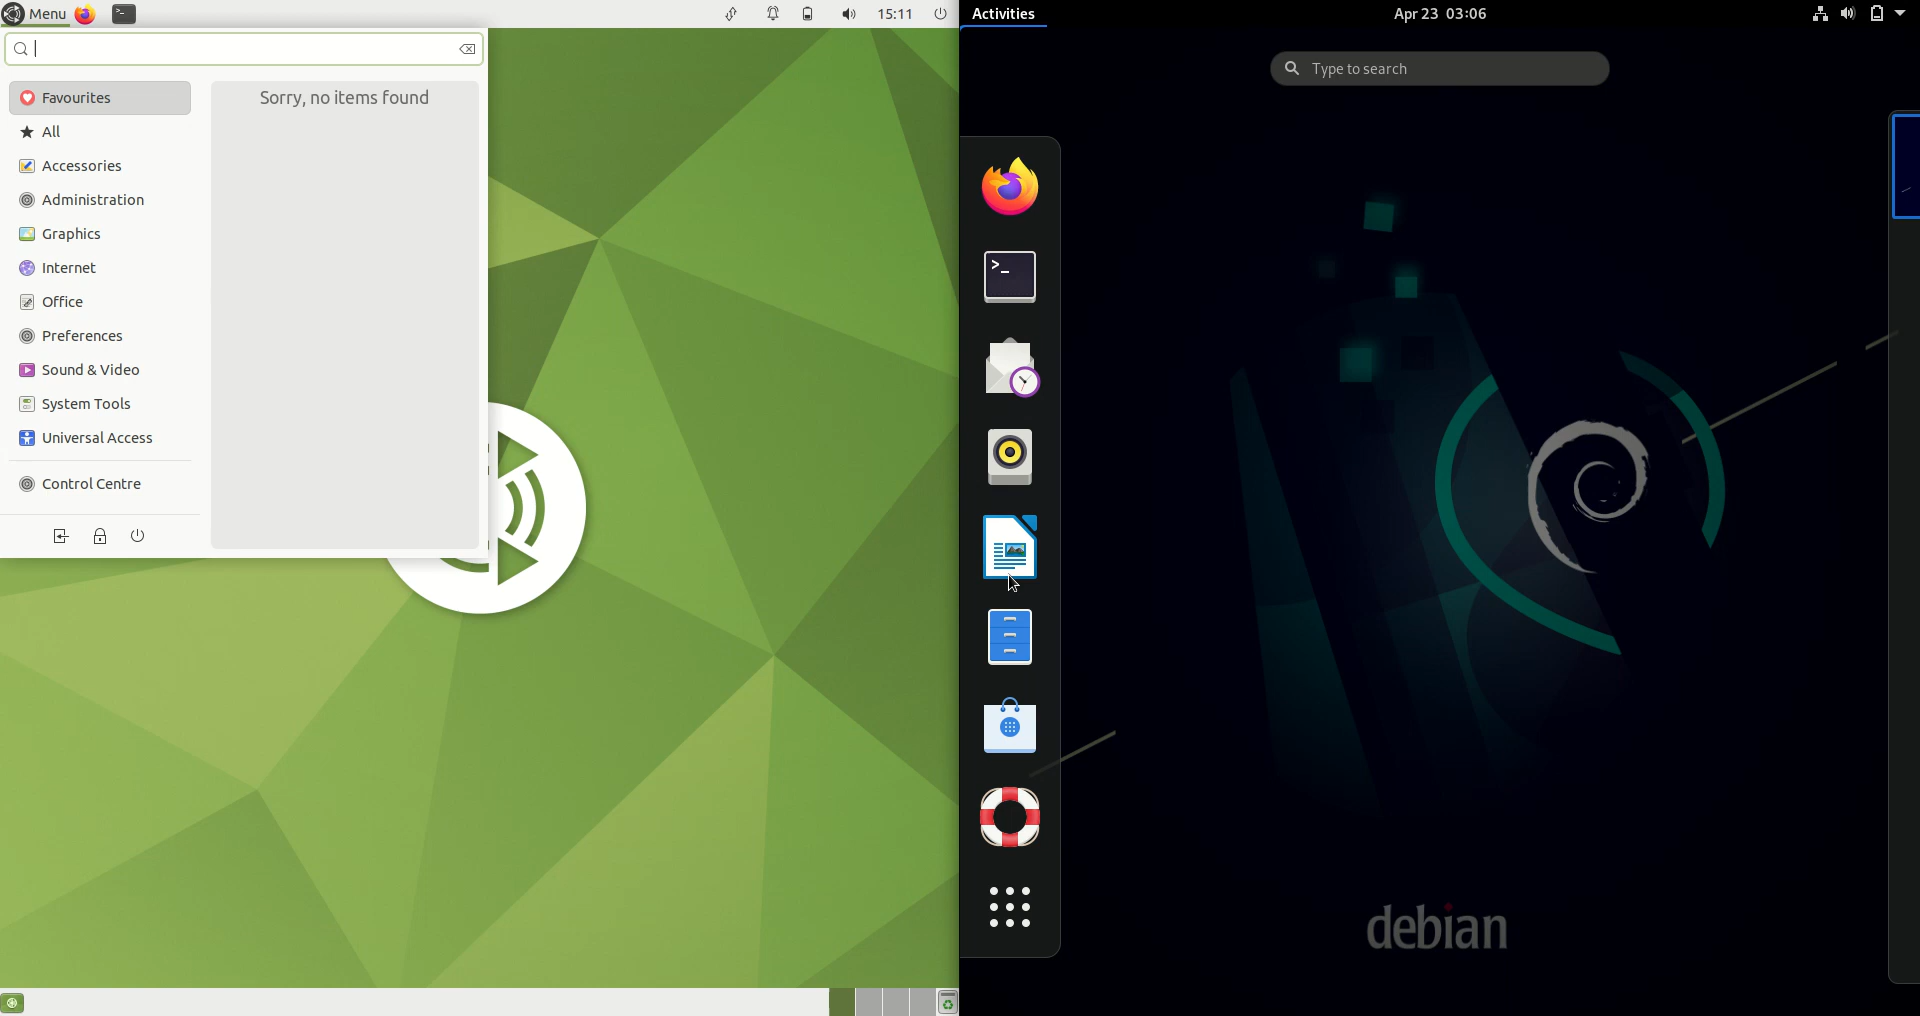 Menu
15:11
Sorry, no items found
Favourites
All
Accessories
Administration
Graphics
Internet
Office
Preferences
Sound & Video
System Tools
Universal Access
Control Centre
Activities
Apr 23 03:06
Type to search
>_
debian